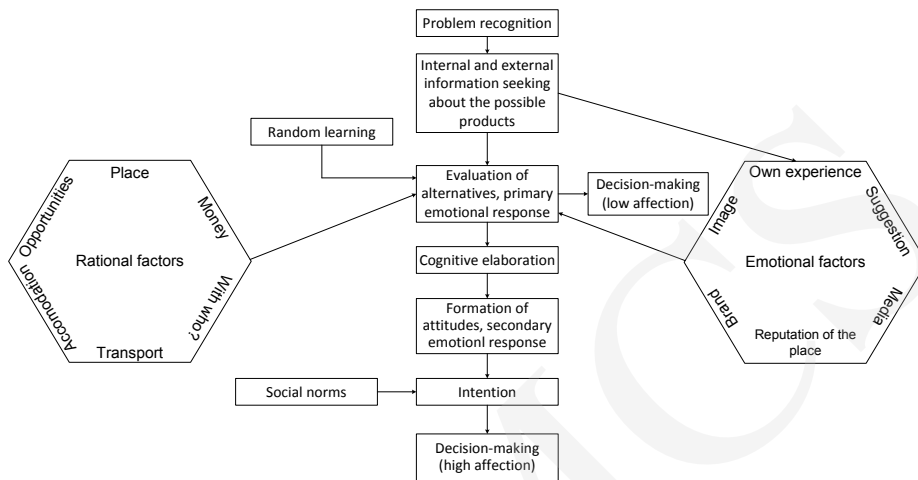 Problem recognition
Internal and external
information seeking
about the possible
products
Random learning
Evaluation of
alternatives, primary
emotional response
Decision-making
(low affection)
Cognitive elaboration
Formation of
attitudes, secondary
emotionl response
Social norms
Intention
Decision-making
(high affection)
Place
Money
With who?
Transport
Accomodation
Opportunities
Rational factors
Own experience
Suggestion
Media
Reputation of the
place
Brand
Image
Emotional factors
MCS